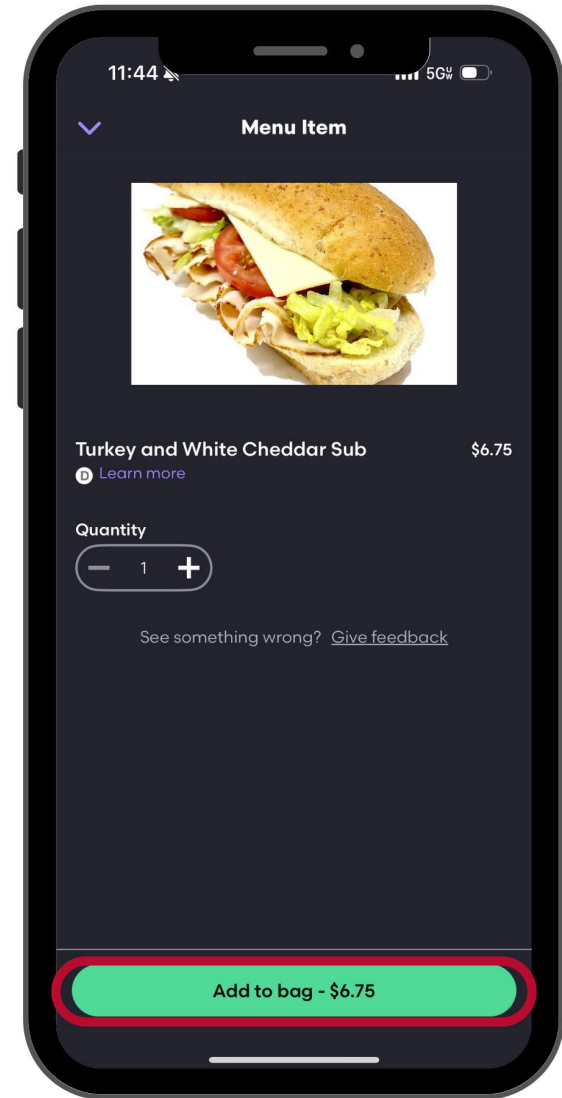 11:44 5GUW
Menu Item
Turkey and White Cheddar Sub $6.75
D Learn more
Quantity
1
See something wrong? Give feedback
Add to bag - $6.75